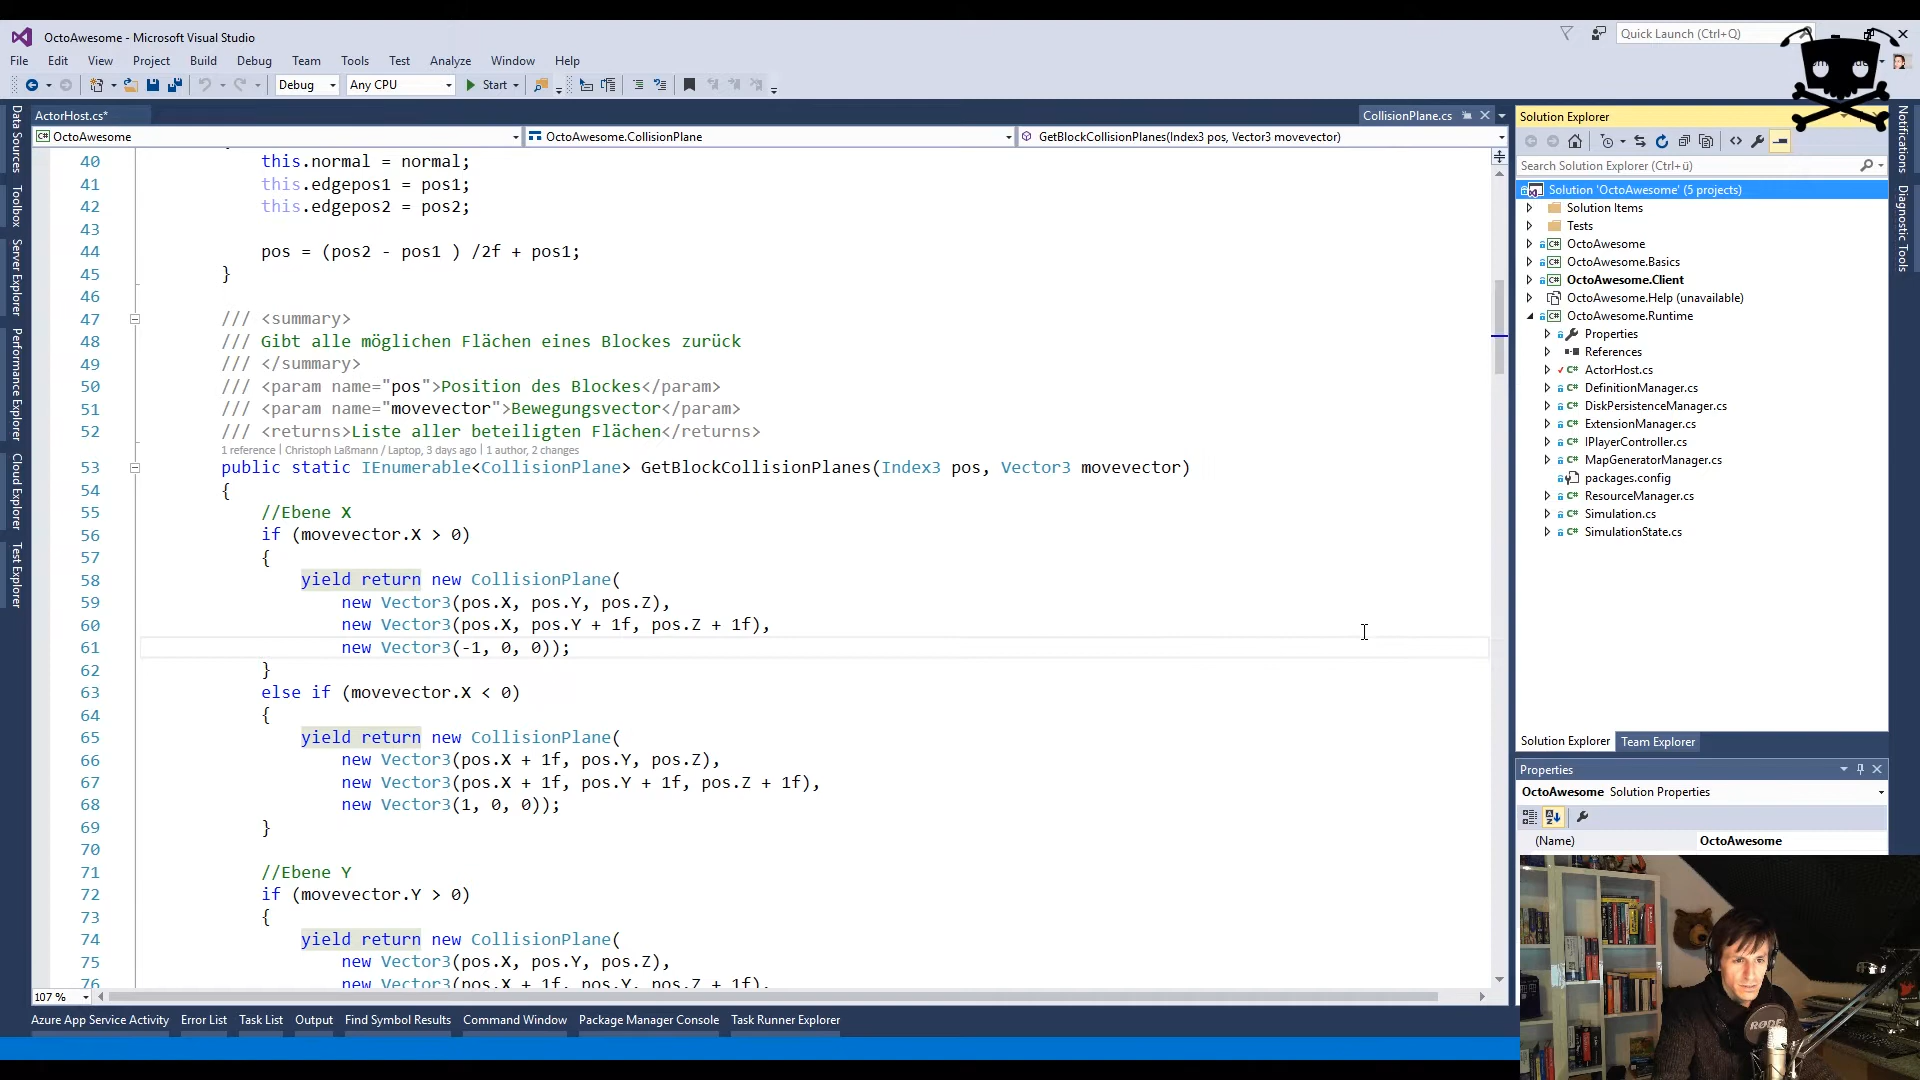 OctoAwesome - Microsoft Visual Studio
Quick Launch (Ctrl+Q)
File Edit View Project Build Debug Team Tools Test Analyze Window Help
Debug Any CPU Start
ActorHost.cs*
CollisionPlane.cs
OctoAwesome
OctoAwesome.CollisionPlane
GetBlockCollisionPlanes(Index3 pos, Vector3 movevector)
Data Sources
Toolbox
Server Explorer
Performance Explorer
Cloud Explorer
Test Explorer
40 this.normal = normal;
41 this.edgepos1 = pos1;
42 this.edgepos2 = pos2;
43
44 pos = (pos2 - pos1 ) /2f + pos1;
45 }
46
47 /// <summary>
48 /// Gibt alle möglichen Flächen eines Blockes zurück
49 /// </summary>
50 /// <param name="pos">Position des Blockes</param>
51 /// <param name="movevector">Bewegungsvector</param>
52 /// <returns>Liste aller beteiligten Flächen</returns>
1 reference | Christoph Laßmann / Laptop, 3 days ago | 1 author, 2 changes
53 public static IEnumerable<CollisionPlane> GetBlockCollisionPlanes(Index3 pos, Vector3 movevector)
54 {
55 //Ebene X
56 if (movevector.X > 0)
57 {
58 yield return new CollisionPlane(
59 new Vector3(pos.X, pos.Y, pos.Z),
60 new Vector3(pos.X, pos.Y + 1f, pos.Z + 1f),
61 new Vector3(-1, 0, 0));
62 }
63 else if (movevector.X < 0)
64 {
65 yield return new CollisionPlane(
66 new Vector3(pos.X + 1f, pos.Y, pos.Z),
67 new Vector3(pos.X + 1f, pos.Y + 1f, pos.Z + 1f),
68 new Vector3(1, 0, 0));
69 }
70
71 //Ebene Y
72 if (movevector.Y > 0)
73 {
74 yield return new CollisionPlane(
75 new Vector3(pos.X, pos.Y, pos.Z),
76 new Vector3(pos.X + 1f, pos.Y, pos.Z + 1f),
107 %
Azure App Service Activity Error List Task List Output Find Symbol Results Command Window Package Manager Console Task Runner Explorer
Solution Explorer
Search Solution Explorer (Ctrl+ü)
Solution 'OctoAwesome' (5 projects)
Solution Items
Tests
OctoAwesome
OctoAwesome.Basics
OctoAwesome.Client
OctoAwesome.Help (unavailable)
OctoAwesome.Runtime
Properties
References
ActorHost.cs
DefinitionManager.cs
DiskPersistenceManager.cs
ExtensionManager.cs
IPlayerController.cs
MapGeneratorManager.cs
packages.config
ResourceManager.cs
Simulation.cs
SimulationState.cs
Solution Explorer Team Explorer
Properties
OctoAwesome Solution Properties
(Name) OctoAwesome
Notifications
Diagnostic Tools
RØDE